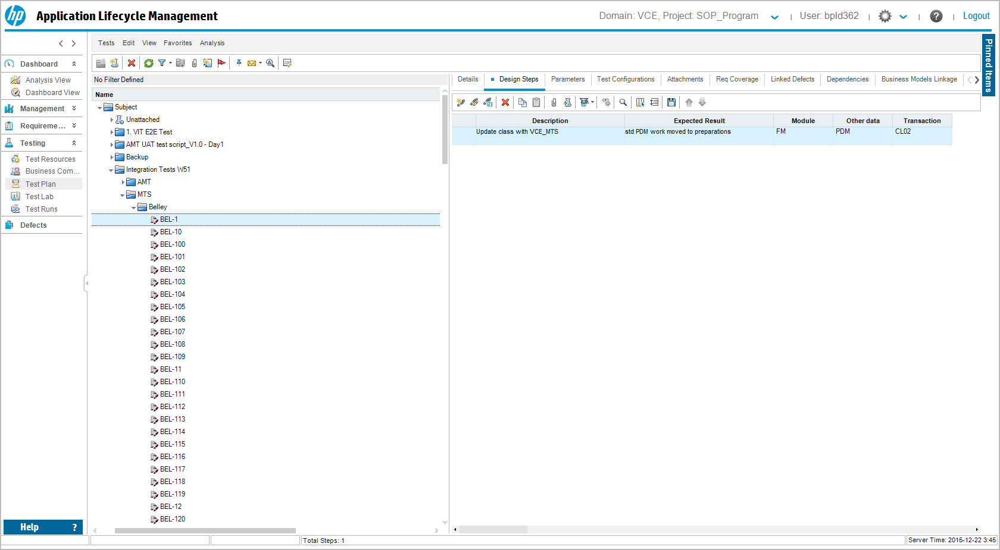 hp Application Lifecycle Management
Domain: VCE, Project: SOP_Program | User: bpld362 | | ? | Logout
Pinned Items
Dashboard
Analysis View
Dashboard View
Management
Requireme...
Testing
Test Resources
Business Com...
Test Plan
Test Lab
Test Runs
Defects
Help ?
Tests Edit View Favorites Analysis
No Filter Defined
Name
Subject
Unattached
1. VIT E2E Test
AMT UAT test script_V1.0 - Day1
Backup
Integration Tests W51
AMT
MTS
Belley
BEL-1
BEL-10
BEL-100
BEL-101
BEL-102
BEL-103
BEL-104
BEL-105
BEL-106
BEL-107
BEL-108
BEL-109
BEL-11
BEL-110
BEL-111
BEL-112
BEL-113
BEL-114
BEL-115
BEL-116
BEL-117
BEL-118
BEL-119
BEL-12
BEL-120
Details Design Steps Parameters Test Configurations Attachments Req Coverage Linked Defects Dependencies Business Models Linkage
Description Expected Result Module Other data Transaction
Update class with VCE_MTS std PDM work moved to preparations FM PDM CL02
Total Steps: 1
Server Time: 2015-12-22 3:45